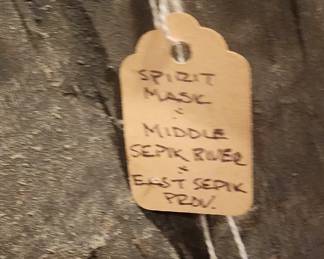 SPIRIT
MASK
x
MIDDLE
SEPIK RIVER
x
EAST SEPIK
PROV.